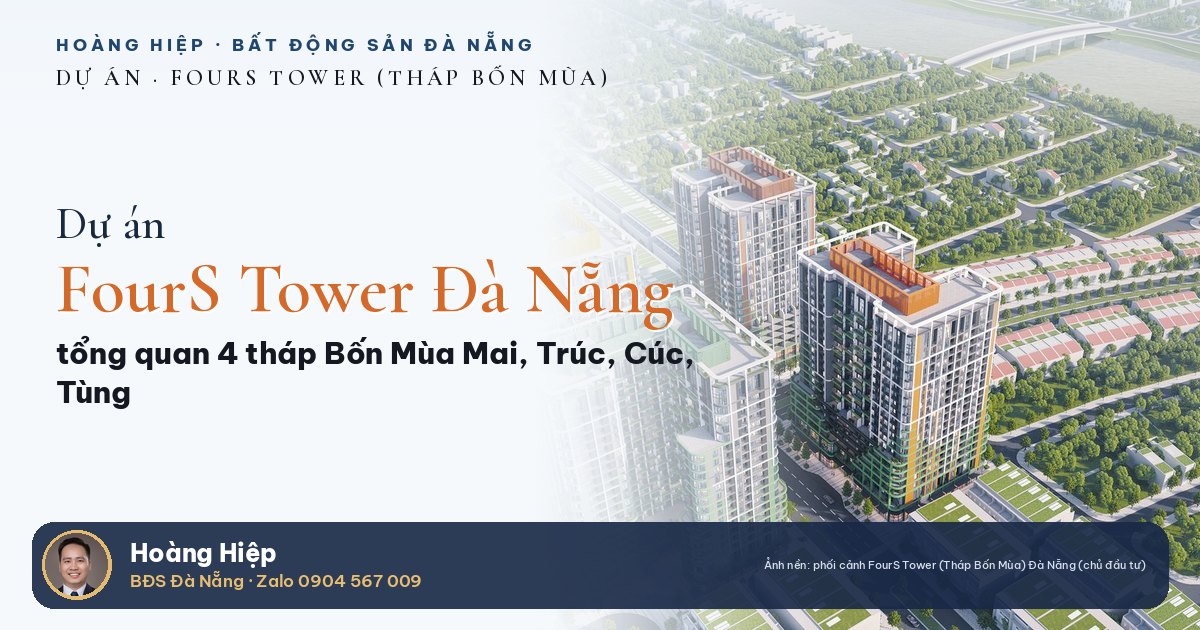 HOÀNG HIỆP · BẤT ĐỘNG SẢN ĐÀ NẴNG
DỰ ÁN · FOURS TOWER (THÁP BỐN MÙA)
Dự án
FourS Tower Đà Nẵng
tổng quan 4 tháp Bốn Mùa Mai, Trúc, Cúc,
Tùng
Hoàng Hiệp
BĐS Đà Nẵng · Zalo 0904 567 009
Ảnh nền: phối cảnh FourS Tower (Tháp Bốn Mùa) Đà Nẵng (chủ đầu tư)